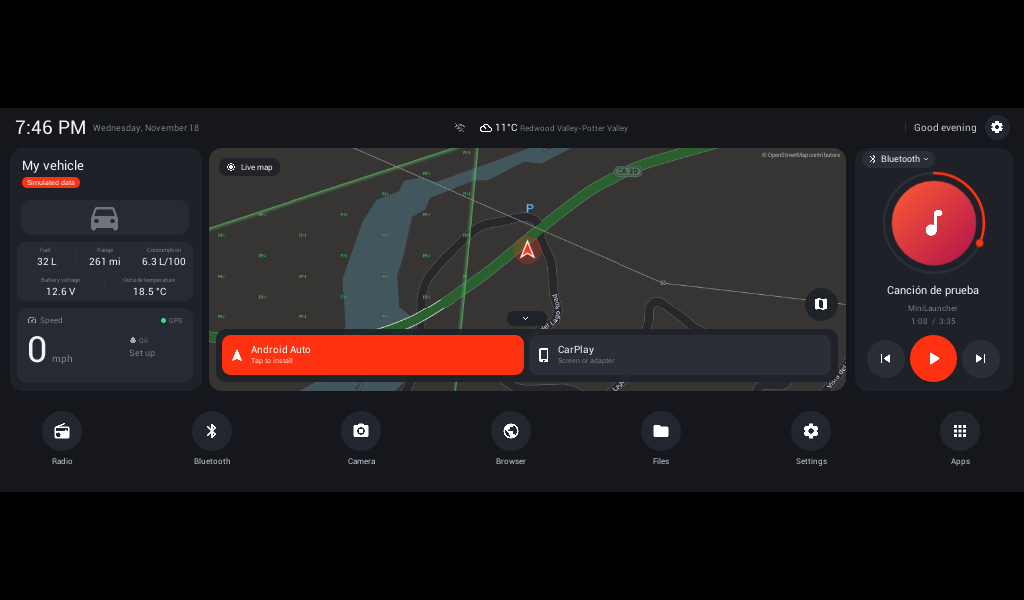 7:46 PM Wednesday, November 18
11°C Redwood Valley-Potter Valley
Good evening
My vehicle
Simulated data
Fuel Range Consumption
32 L 261 mi 6.3 L/100
Battery voltage Outside temperature
12.6 V 18.5 °C
Speed GPS
0 mph
Oil
Set up
Live map
© OpenStreetMap contributors
CA 20
P
Android Auto
Tap to install
CarPlay
Screen or adapter
Bluetooth
Canción de prueba
MiniLauncher
1:08 / 3:35
Radio
Bluetooth
Camera
Browser
Files
Settings
Apps